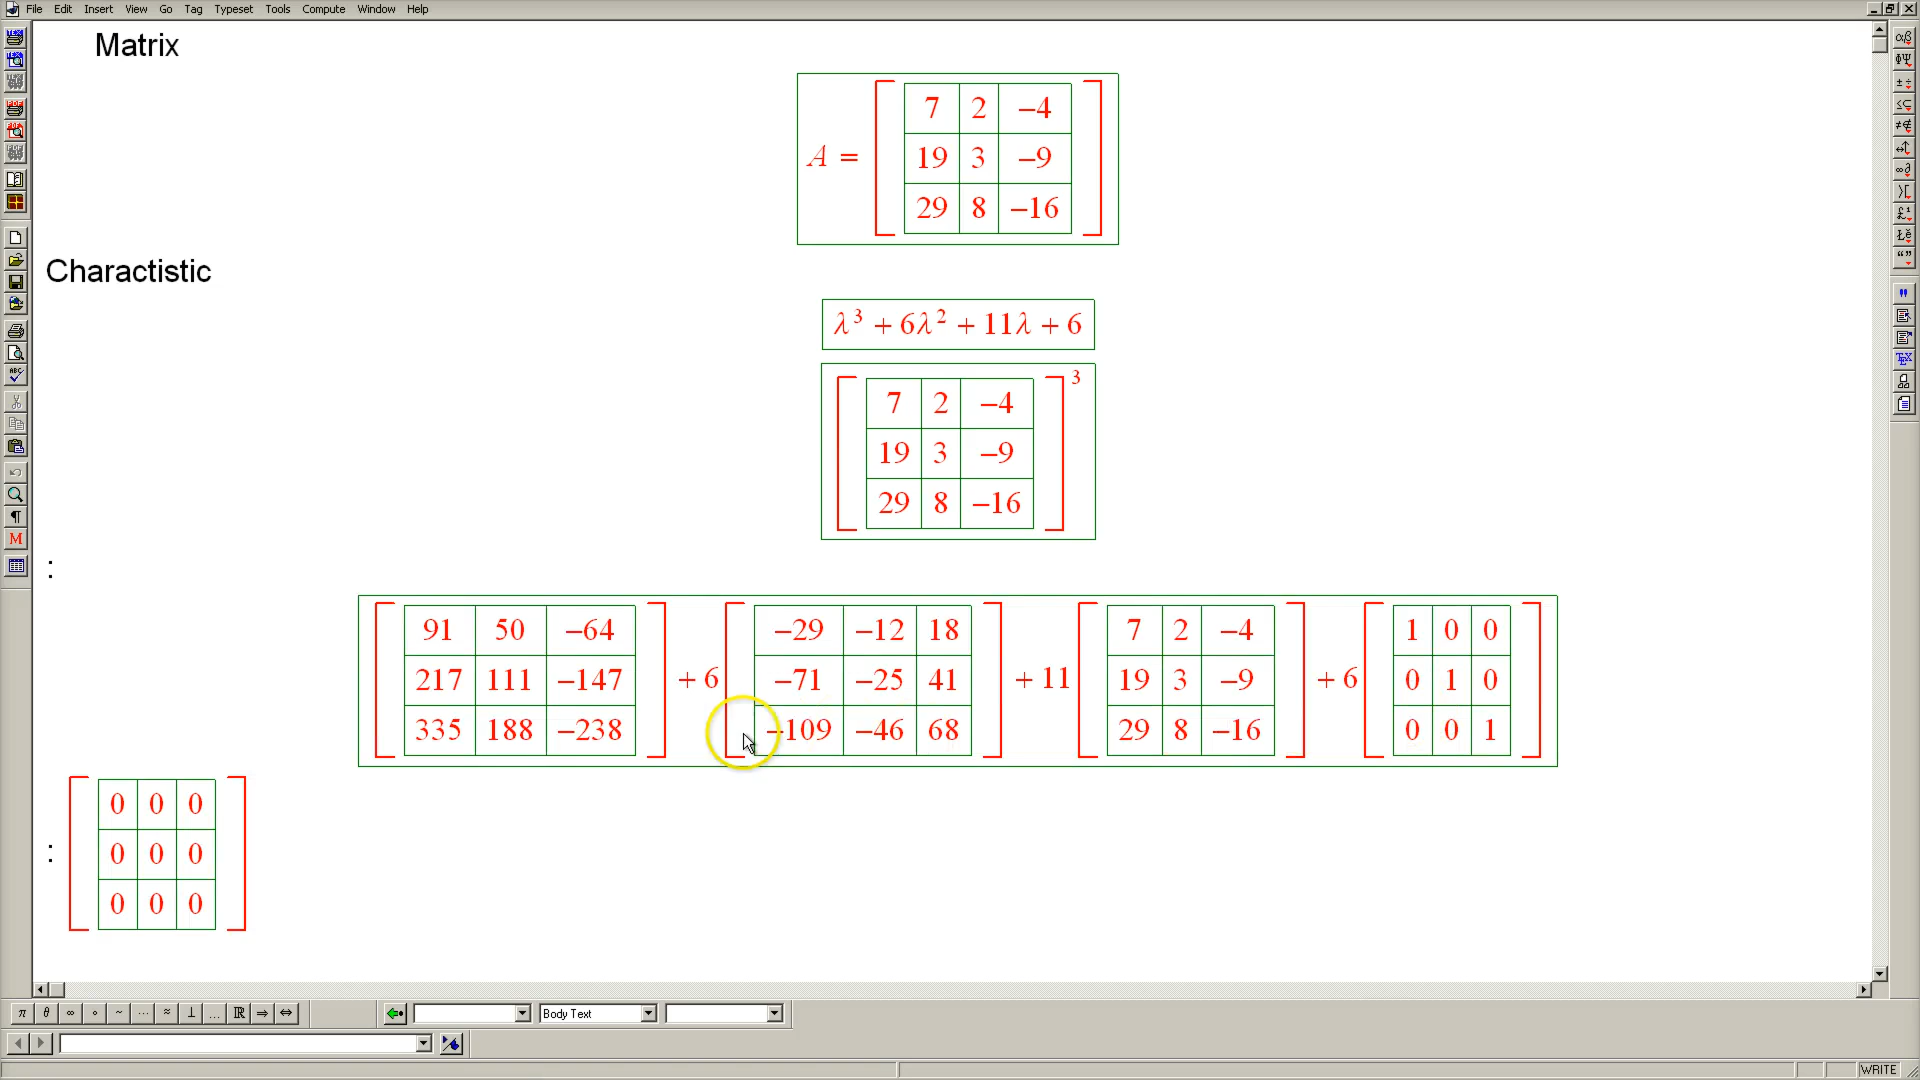 File Edit Insert View Go Tag Typeset Tools Compute Window Help
Matrix
A = [ 7 2 −4
19 3 −9
29 8 −16 ]
Charactistic
λ³ + 6λ² + 11λ + 6
[ 7 2 −4
19 3 −9
29 8 −16 ]³
:
[ 91 50 −64 ; 217 111 −147 ; 335 188 −238 ] + 6 [ −29 −12 18 ; −71 −25 41 ; −109 −46 68 ] + 11 [ 7 2 −4 ; 19 3 −9 ; 29 8 −16 ] + 6 [ 1 0 0 ; 0 1 0 ; 0 0 1 ]
: [ 0 0 0
0 0 0
0 0 0 ]
π θ ∞ ∘ ~ ⋯ ≈ ⊥ … ℝ ⇒ ⇔ Body Text
WRITE